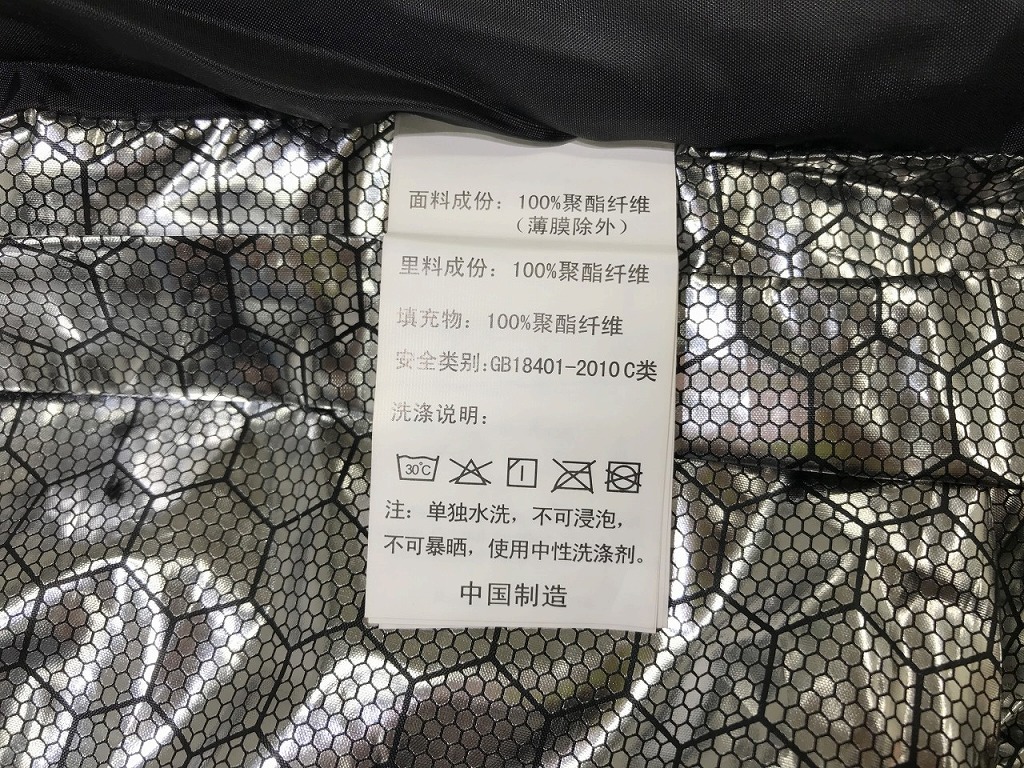 面料成份：100%聚酯纤维
（薄膜除外）
里料成份：100%聚酯纤维
填充物：100%聚酯纤维
安全类别:GB18401-2010 C类
洗涤说明：
30℃
注：单独水洗，不可浸泡，
不可暴晒，使用中性洗涤剂。
中国制造